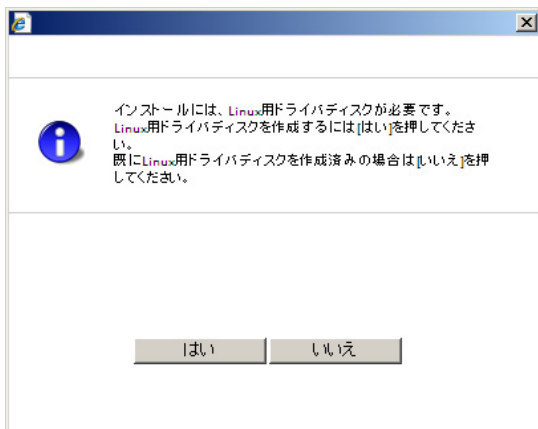 インストールには、Linux用ドライバディスクが必要です。
Linux用ドライバディスクを作成するには[はい]を押してくださ
い。
既にLinux用ドライバディスクを作成済みの場合は[いいえ]を押
してください。
はい
いいえ